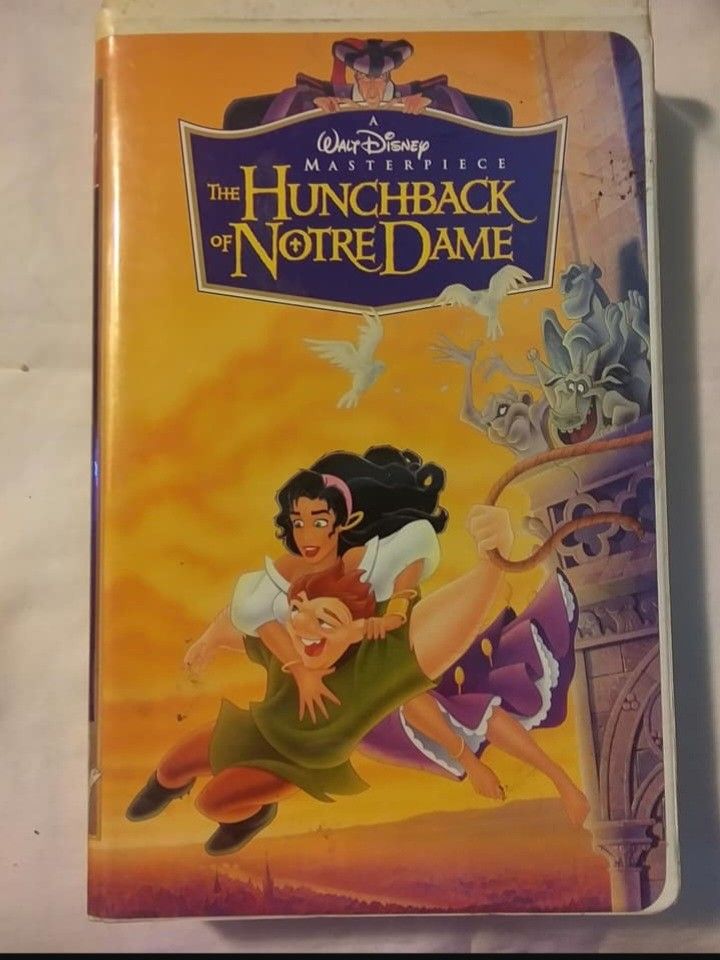 A
Walt Disney
MASTERPIECE
THE HUNCHBACK
OF NOTRE DAME